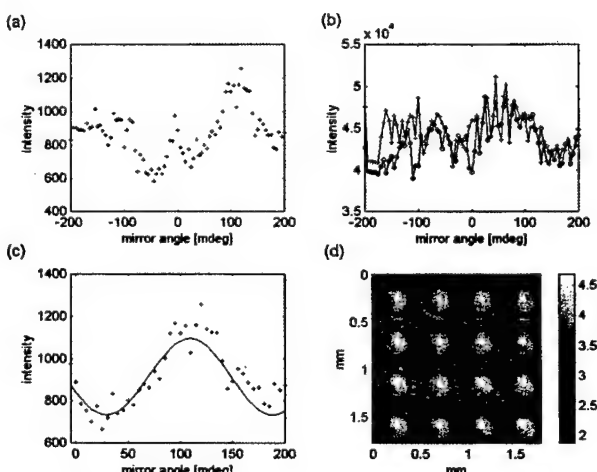 (a)
1400
1200
1000
800
600
400
intensity
-200 -100 0 100 200
mirror angle [mdeg]
(b)
x 10^4
5.5
5
4.5
4
3.5
intensity
-200 -100 0 100 200
mirror angle [mdeg]
(c)
1400
1200
1000
800
600
intensity
0 50 100 150 200
mirror angle [mdeg]
(d)
0
0.5
1
1.5
mm
0 0.5 1 1.5
mm
4.5
4
3.5
3
2.5
2